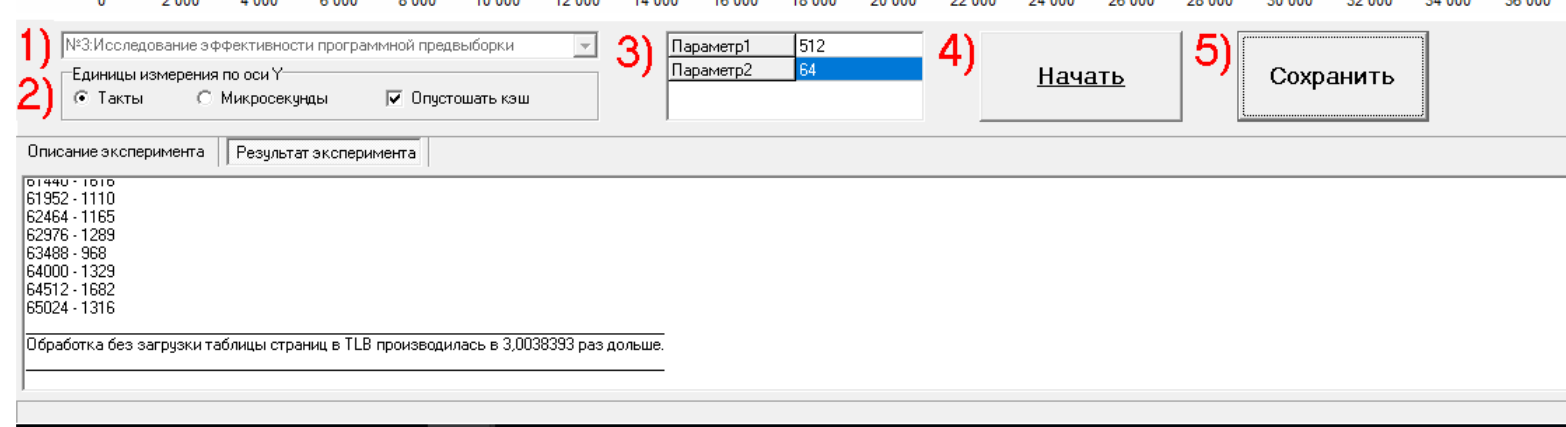 0 2 000 4 000 6 000 8 000 10 000 12 000 14 000 16 000 18 000 20 000 22 000 24 000 26 000 28 000 30 000 32 000 34 000 36 000
1) №3:Исследование эффективности программной предвыборки
2) Единицы измерения по оси Y
Такты Микросекунды Опустошать кэш
3) Параметр1 512
Параметр2 64
4) Начать
5) Сохранить
Описание эксперимента Результат эксперимента
61440 - 1616
61952 - 1110
62464 - 1165
62976 - 1289
63488 - 968
64000 - 1329
64512 - 1682
65024 - 1316
Обработка без загрузки таблицы страниц в TLB производилась в 3,0038393 раз дольше.